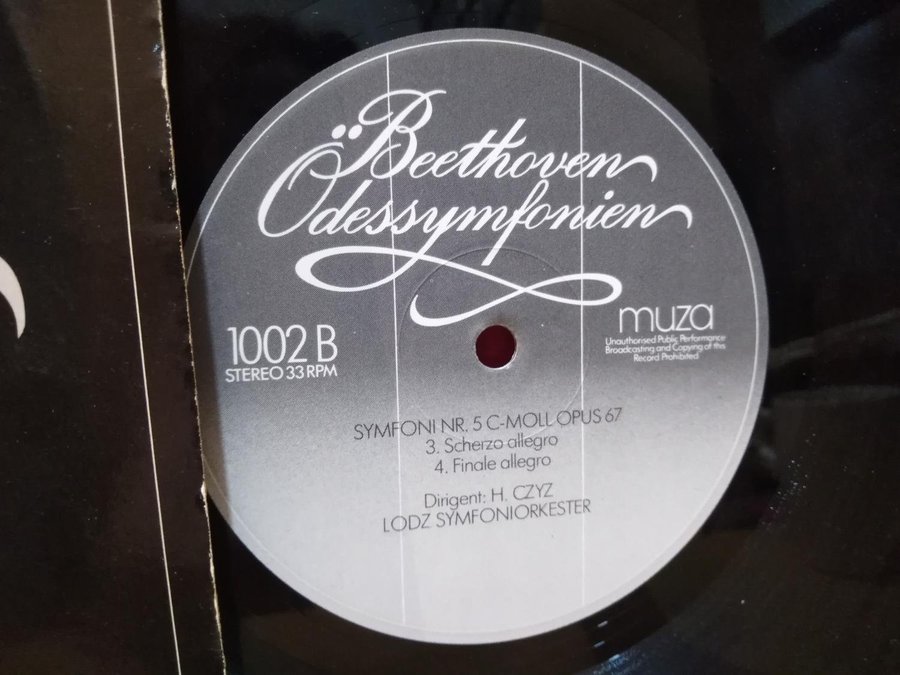 Beethoven
Ödessymfonien
1002 B
STEREO 33 RPM
muza
Unauthorised Public Performance
Broadcasting and Copying of this
Record Prohibited
SYMFONI NR. 5 C-MOLL OPUS 67
3. Scherzo allegro
4. Finale allegro
Dirigent: H. CZYZ
LODZ SYMFONIORKESTER